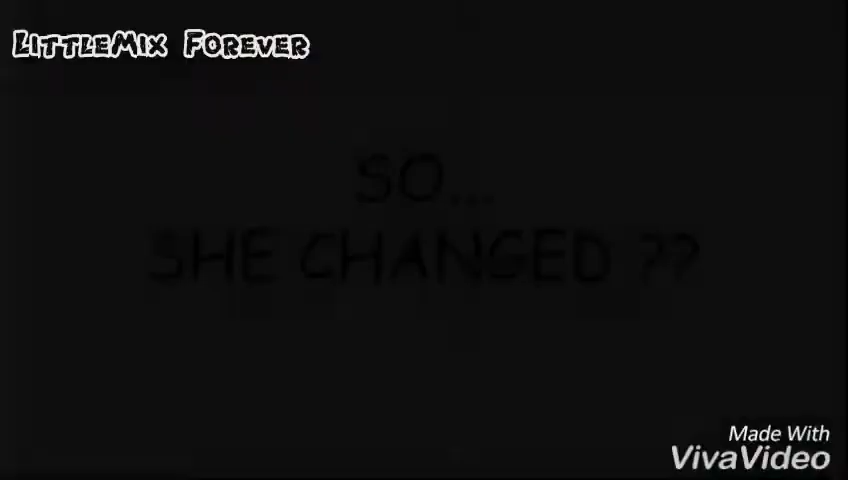 LittleMix Forever
SO...
SHE CHANGED ??
Made With
VivaVideo